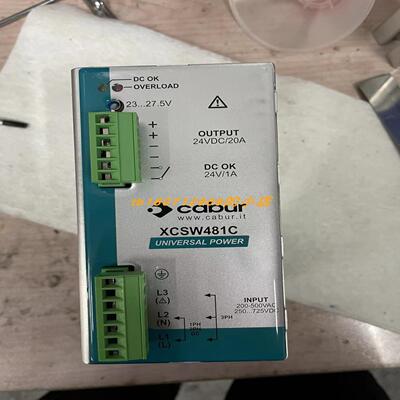 DC OK
OVERLOAD
23...27.5V
+
+
−
−
−
OUTPUT
24VDC/20A
DC OK
24V/1A
cabur
www.cabur.it
XCSW481C
UNIVERSAL POWER
L3
L2
(N)
L1
(L)
1PH
3PH
INPUT
200-500VAC
250...725VDC